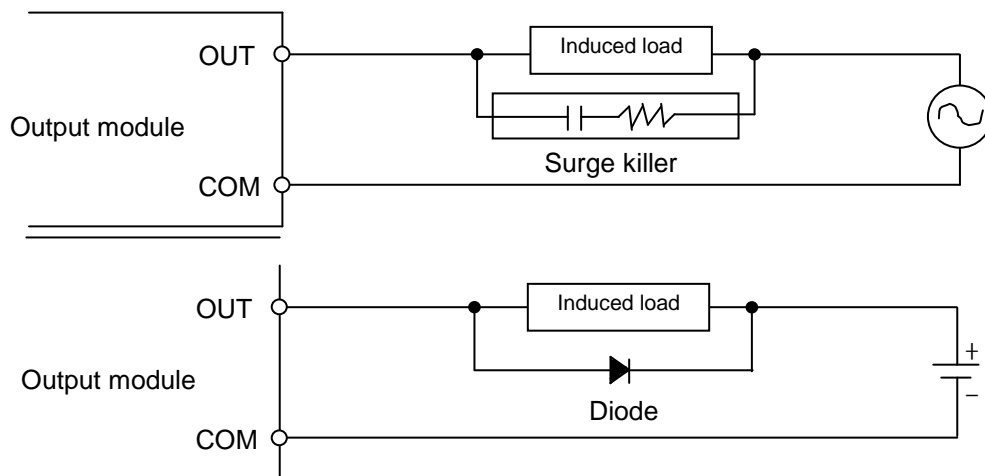 OUT
Induced load
Output module
Surge killer
COM
OUT
Induced load
+
Output module
−
Diode
COM